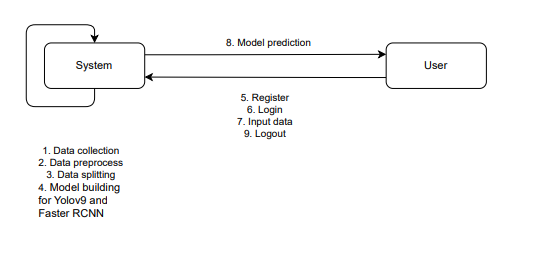 8. Model prediction
System
User
5. Register
6. Login
7. Input data
9. Logout
1. Data collection
2. Data preprocess
3. Data splitting
4. Model building
for Yolov9 and
Faster RCNN